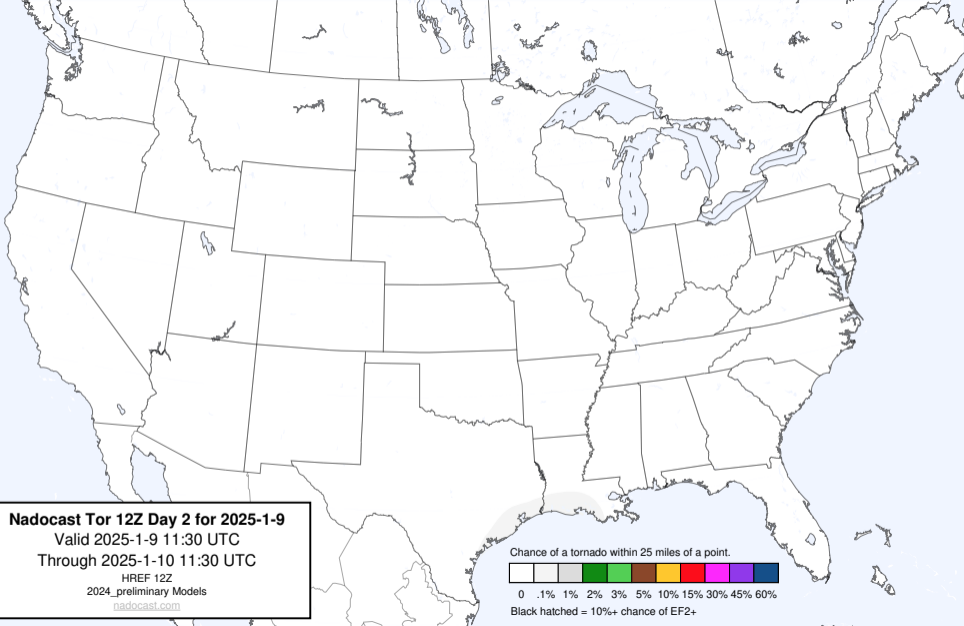 Nadocast Tor 12Z Day 2 for 2025-1-9
Valid 2025-1-9 11:30 UTC
Through 2025-1-10 11:30 UTC
HREF 12Z
2024_preliminary Models
nadocast.com
Chance of a tornado within 25 miles of a point.
0 .1% 1% 2% 3% 5% 10% 15% 30% 45% 60%
Black hatched = 10%+ chance of EF2+